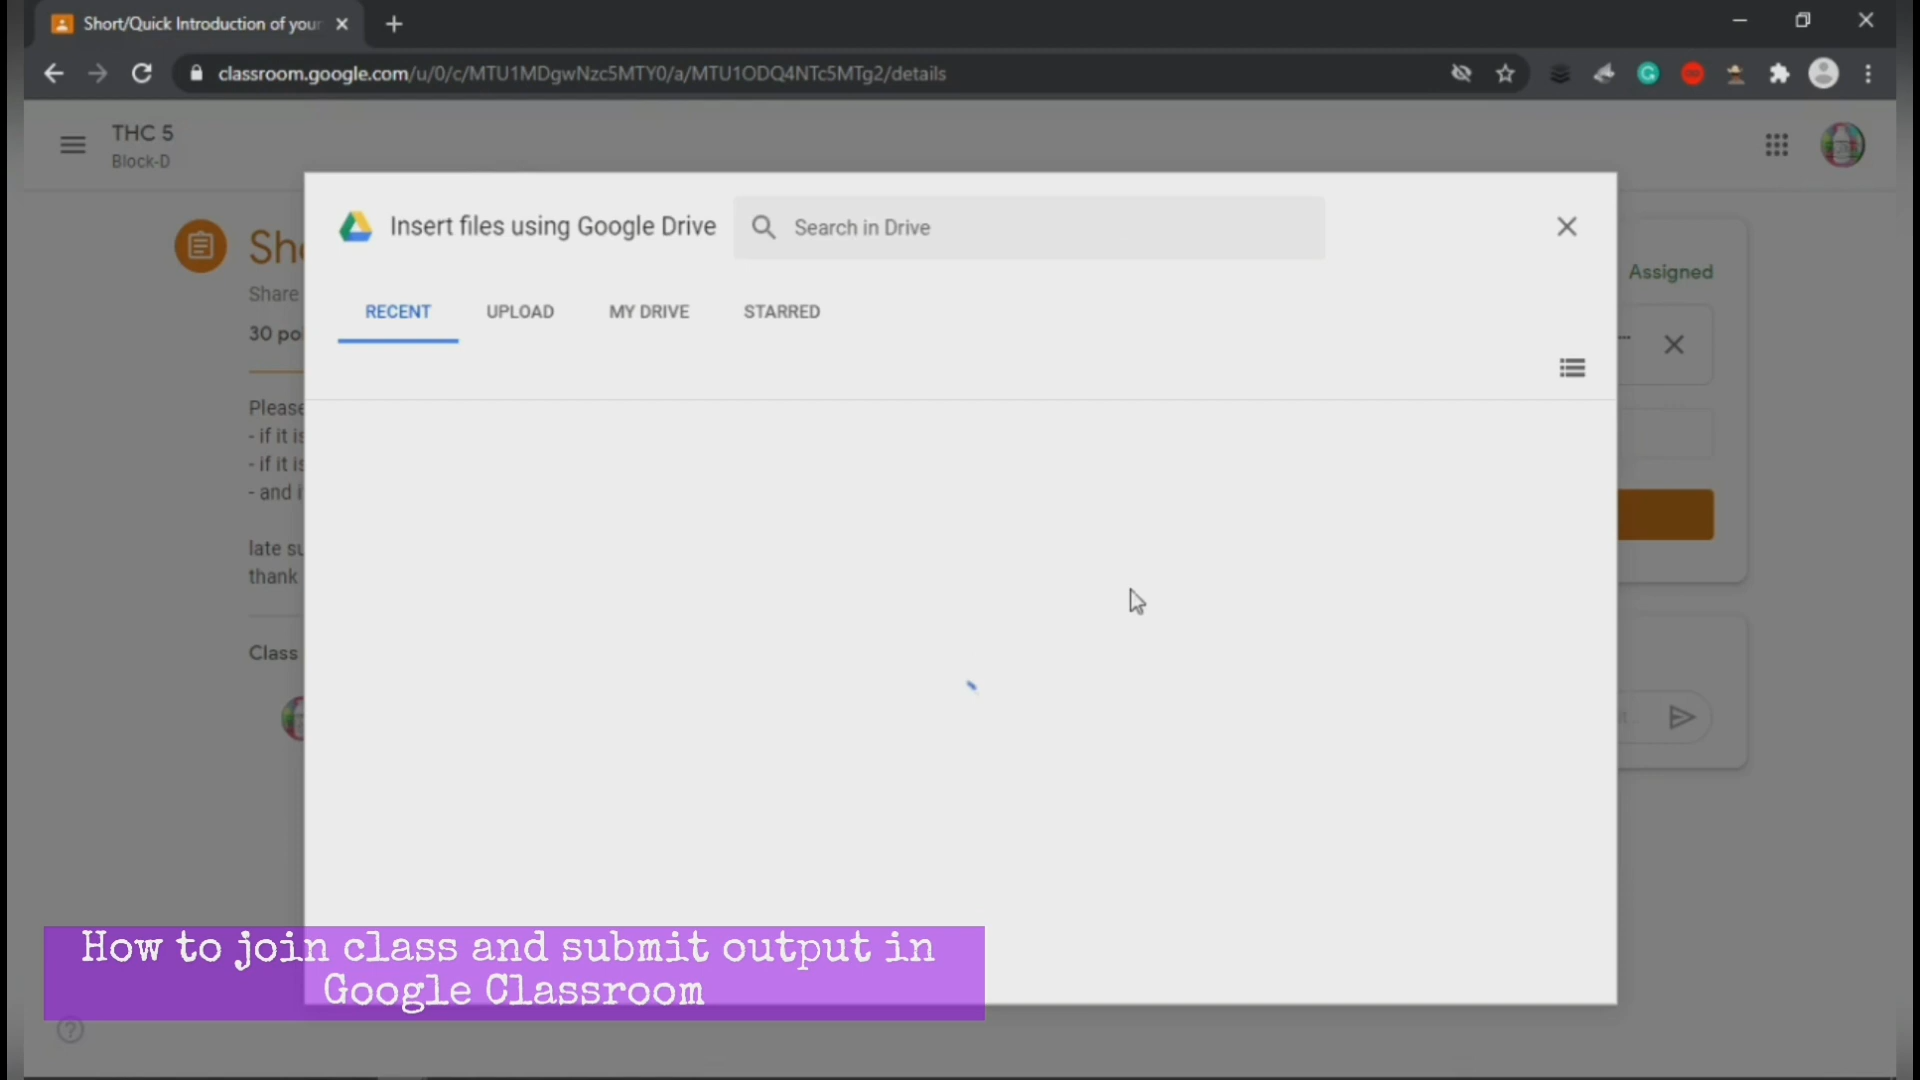 Short/Quick Introduction of your
classroom.google.com/u/0/c/MTU1MDgwNzc5MTY0/a/MTU1ODQ4NTc5MTg2/details
THC 5
Block-D
Insert files using Google Drive
Search in Drive
RECENT
UPLOAD
MY DRIVE
STARRED
Assigned
Share
30 po
Please
- if it is
- if it is
- and i
late su
thank
Class
How to join class and submit output in
Google Classroom